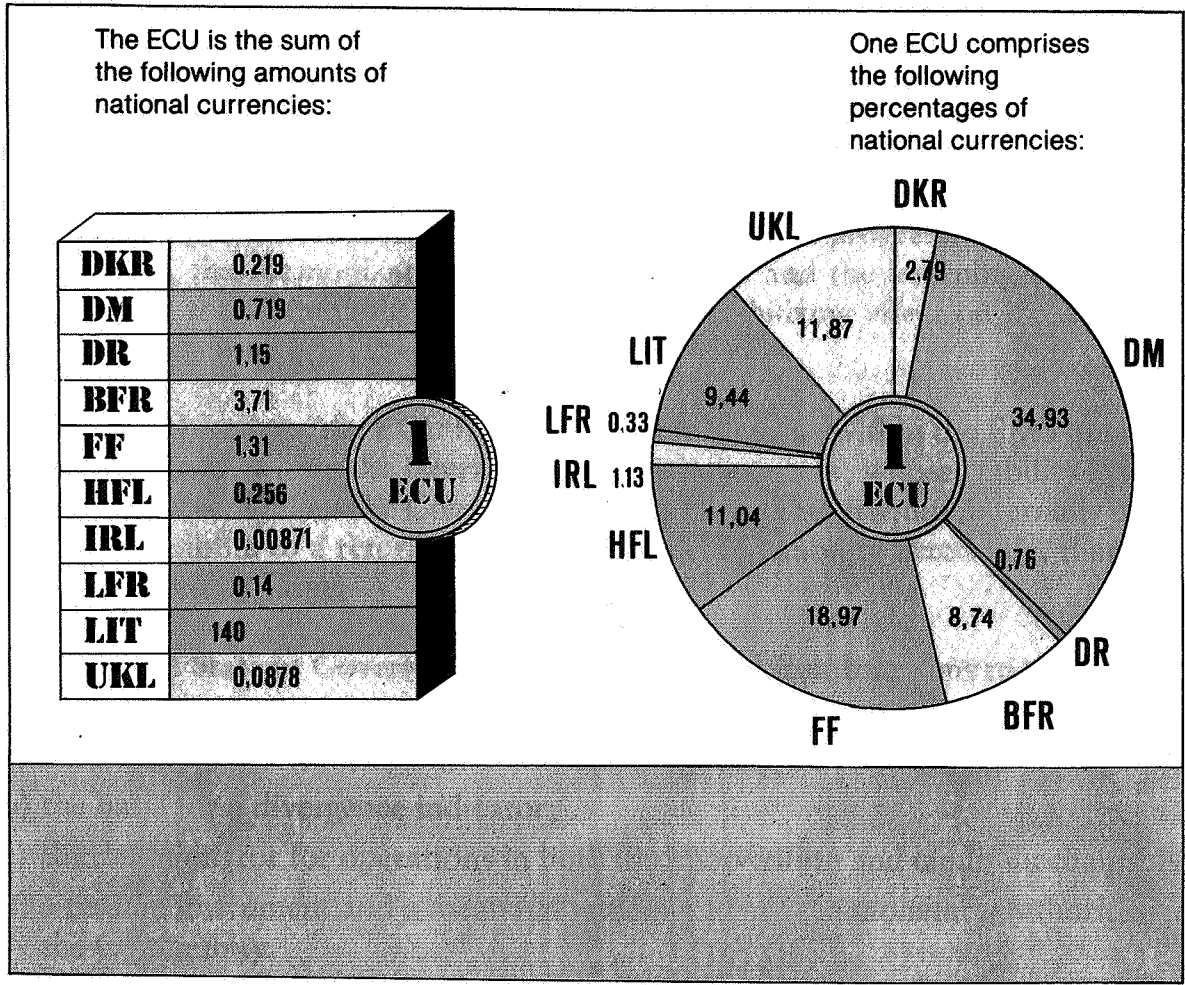 The ECU is the sum of
the following amounts of
national currencies:
One ECU comprises
the following
percentages of
national currencies:
DKR 0,219
DM 0,719
DR 1,15
BFR 3,71
FF 1,31
HFL 0,256
IRL 0,00871
LFR 0,14
LIT 140
UKL 0,0878
1
ECU
DKR
2,79
DM
34,93
DR
0,76
BFR
8,74
FF
18,97
HFL
11,04
IRL 1.13
LFR 0,33
LIT
9,44
UKL
11,87
1
ECU
divergence indicator